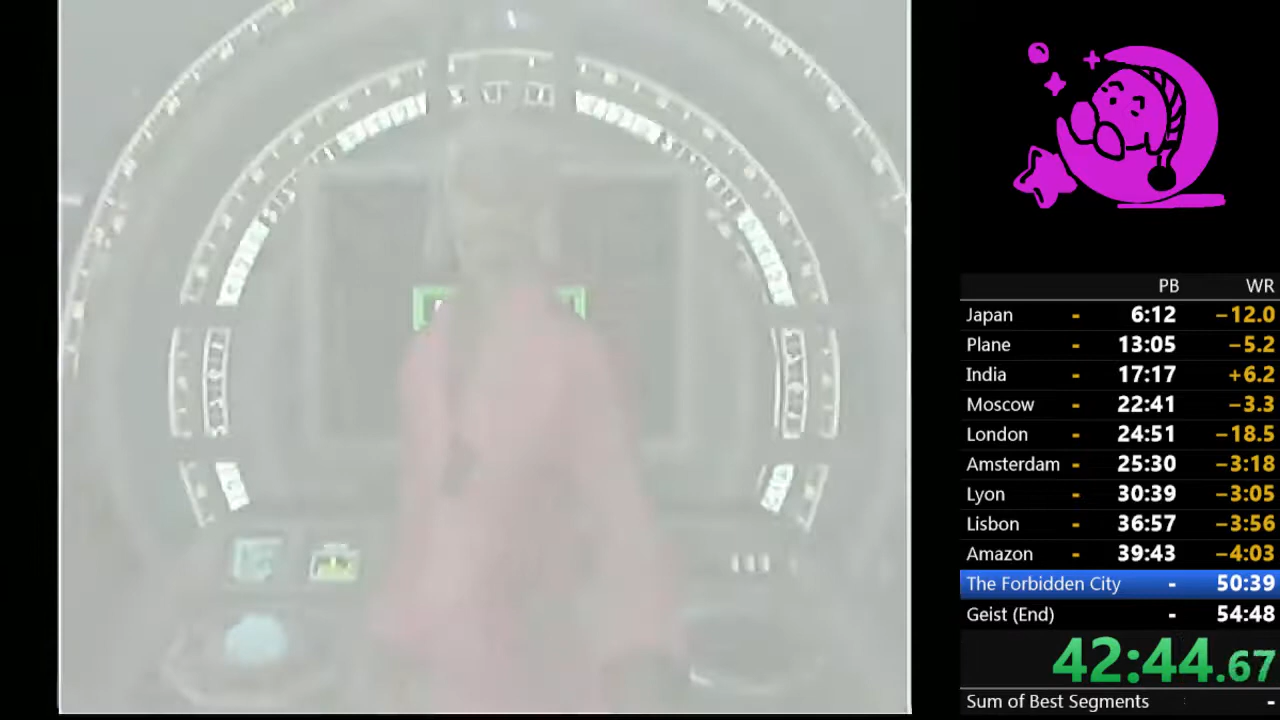 PB WR
Japan - 6:12 −12.0
Plane - 13:05 −5.2
India - 17:17 +6.2
Moscow - 22:41 −3.3
London - 24:51 −18.5
Amsterdam - 25:30 −3:18
Lyon - 30:39 −3:05
Lisbon - 36:57 −3:56
Amazon - 39:43 −4:03
The Forbidden City - 50:39
Geist (End) - 54:48
42:44.67
Sum of Best Segments -